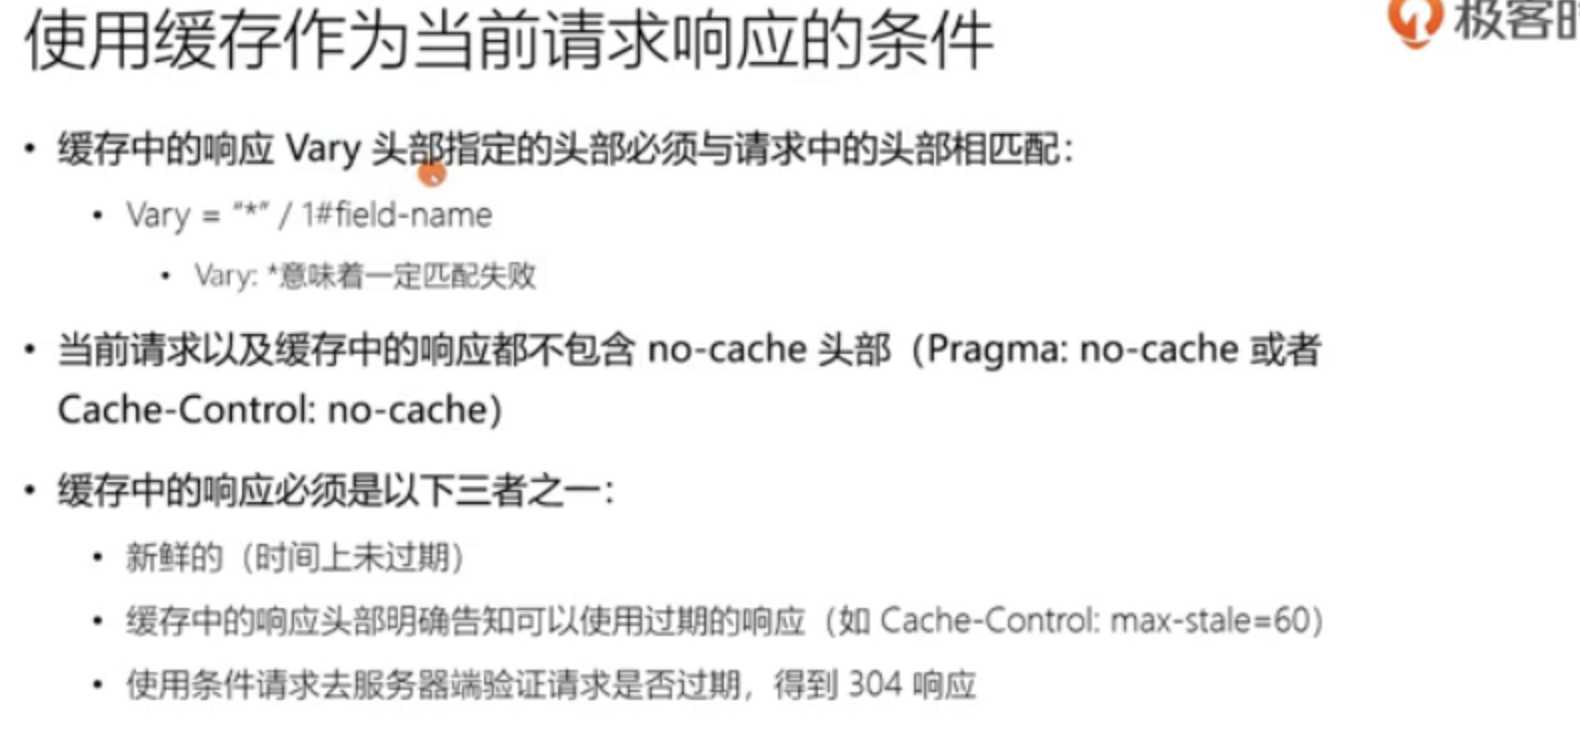 使用缓存作为当前请求响应的条件
极客时
• 缓存中的响应 Vary 头部指定的头部必须与请求中的头部相匹配：
• Vary = “*” / 1#field-name
• Vary: *意味着一定匹配失败
• 当前请求以及缓存中的响应都不包含 no-cache 头部（Pragma: no-cache 或者
Cache-Control: no-cache）
• 缓存中的响应必须是以下三者之一：
• 新鲜的（时间上未过期）
• 缓存中的响应头部明确告知可以使用过期的响应（如 Cache-Control: max-stale=60）
• 使用条件请求去服务器端验证请求是否过期，得到 304 响应